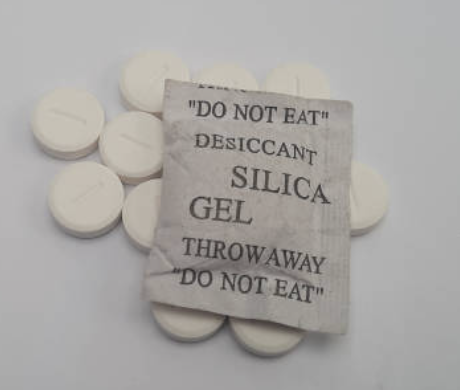 "DO NOT EAT"
DESICCANT
SILICA
GEL
THROWAWAY
"DO NOT EAT"